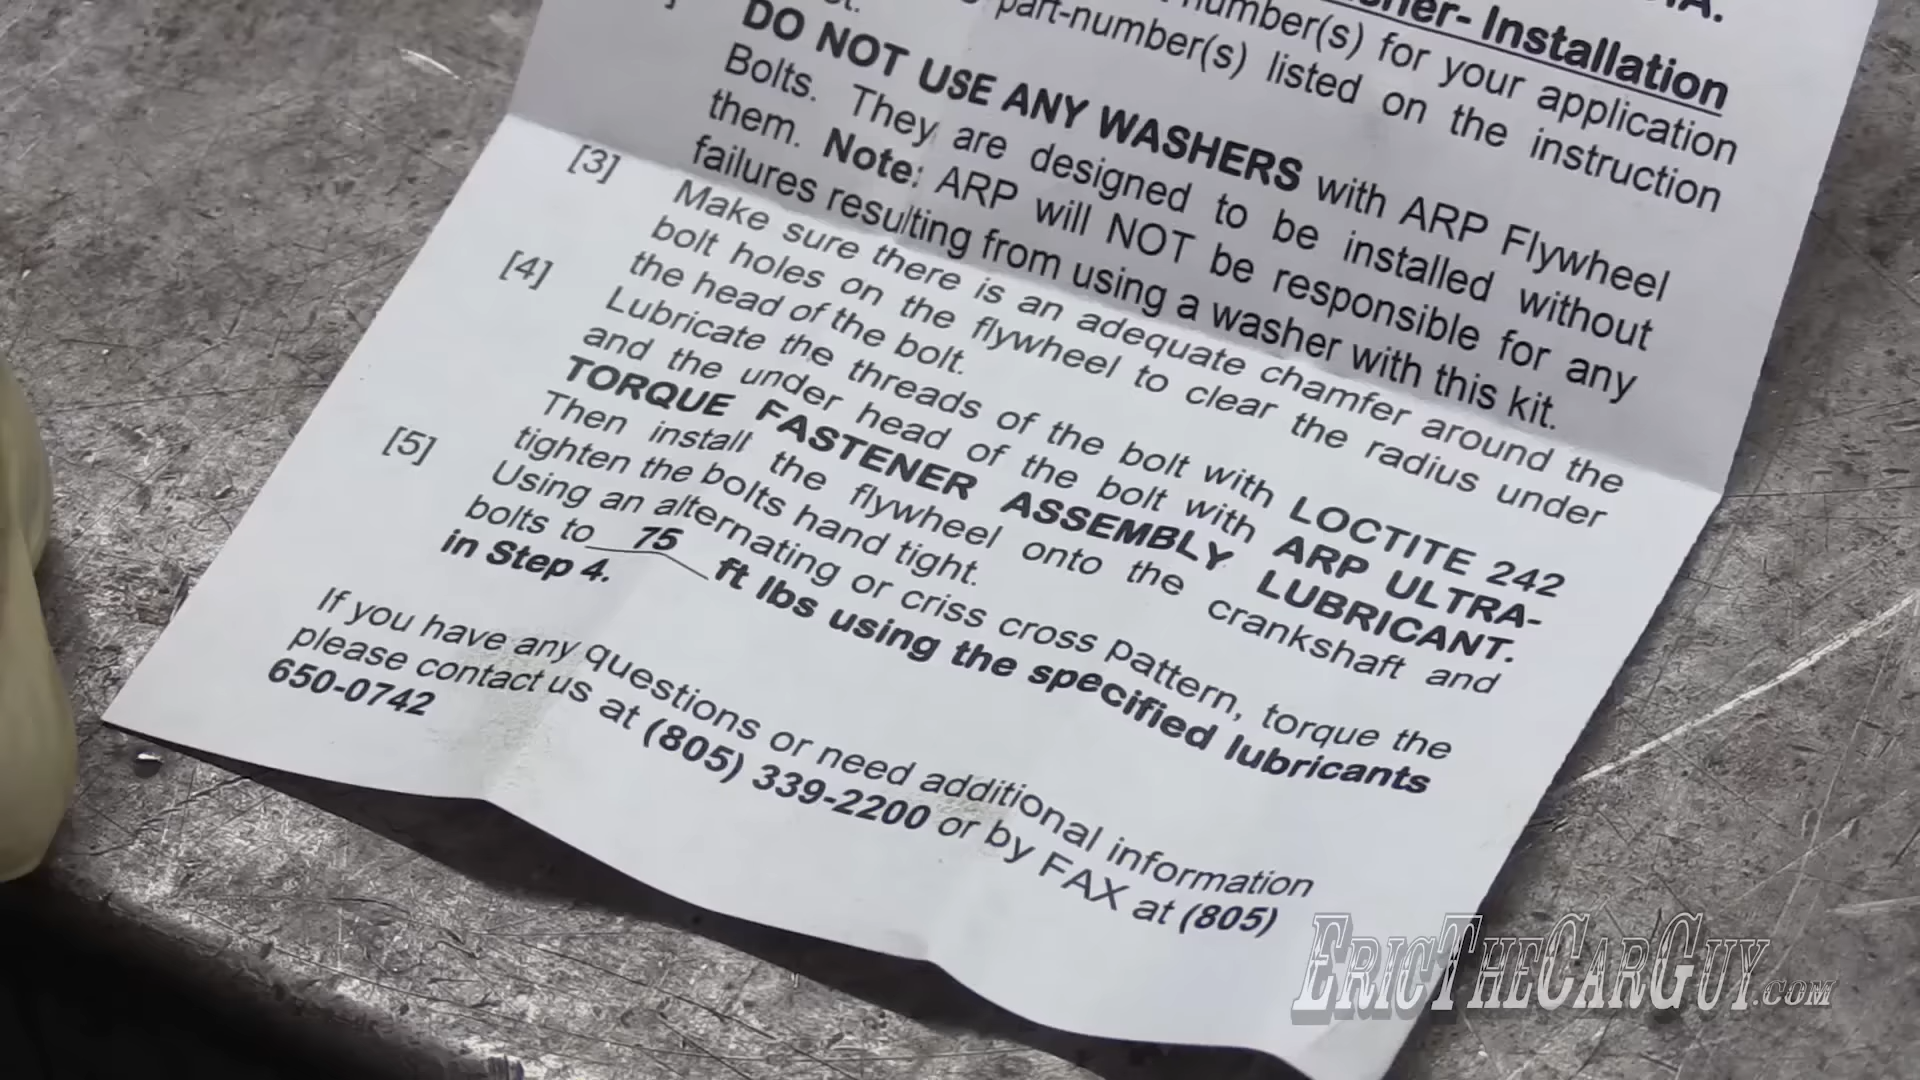 IA.
her- Installation
number(s) for your application
part-number(s) listed on the instruction
DO NOT USE ANY WASHERS with ARP Flywheel
Bolts. They are designed to be installed without
them. Note: ARP will NOT be responsible for any
failures resulting from using a washer with this kit.
[3] Make sure there is an adequate chamfer around the
bolt holes on the flywheel to clear the radius under
the head of the bolt.
[4] Lubricate the threads of the bolt with LOCTITE 242
and the under head of the bolt with ARP ULTRA-
TORQUE FASTENER ASSEMBLY LUBRICANT.
Then install the flywheel onto the crankshaft and
tighten the bolts hand tight.
[5] Using an alternating or criss cross pattern, torque the
bolts to 75 ft lbs using the specified lubricants
in Step 4.
If you have any questions or need additional information
please contact us at (805) 339-2200 or by FAX at (805)
650-0742
ERICTHECARGUY.COM